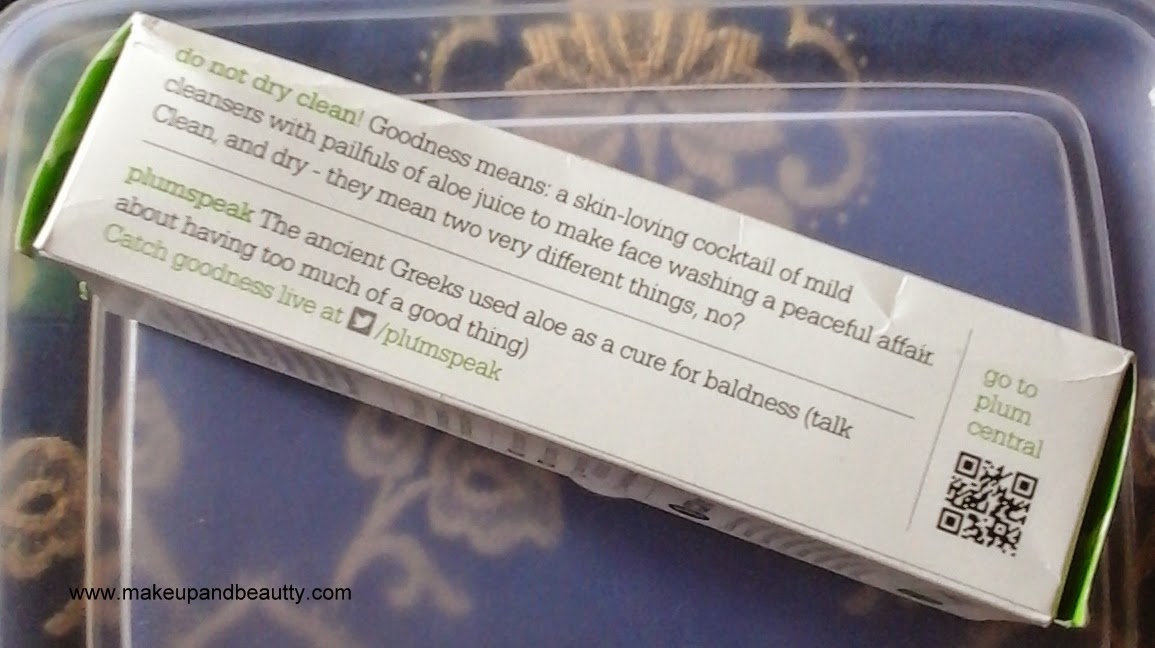 do not dry clean! Goodness means: a skin-loving cocktail of mild
cleansers with pailfuls of aloe juice to make face washing a peaceful affair.
Clean, and dry - they mean two very different things, no?
plumspeak The ancient Greeks used aloe as a cure for baldness (talk
about having too much of a good thing)
Catch goodness live at /plumspeak
go to
plum
central
www.makeupandbeautty.com